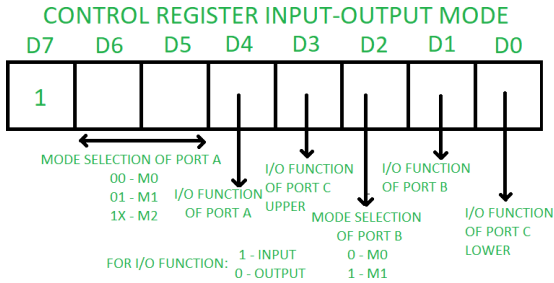 CONTROL REGISTER INPUT-OUTPUT MODE
D7 D6 D5 D4 D3 D2 D1 D0
1
MODE SELECTION OF PORT A
00 - M0
01 - M1
1X - M2
I/O FUNCTION
OF PORT A
I/O FUNCTION
OF PORT C
UPPER
MODE SELECTION
OF PORT B
0 - M0
1 - M1
I/O FUNCTION
OF PORT B
I/O FUNCTION
OF PORT C
LOWER
FOR I/O FUNCTION:
1 - INPUT
0 - OUTPUT